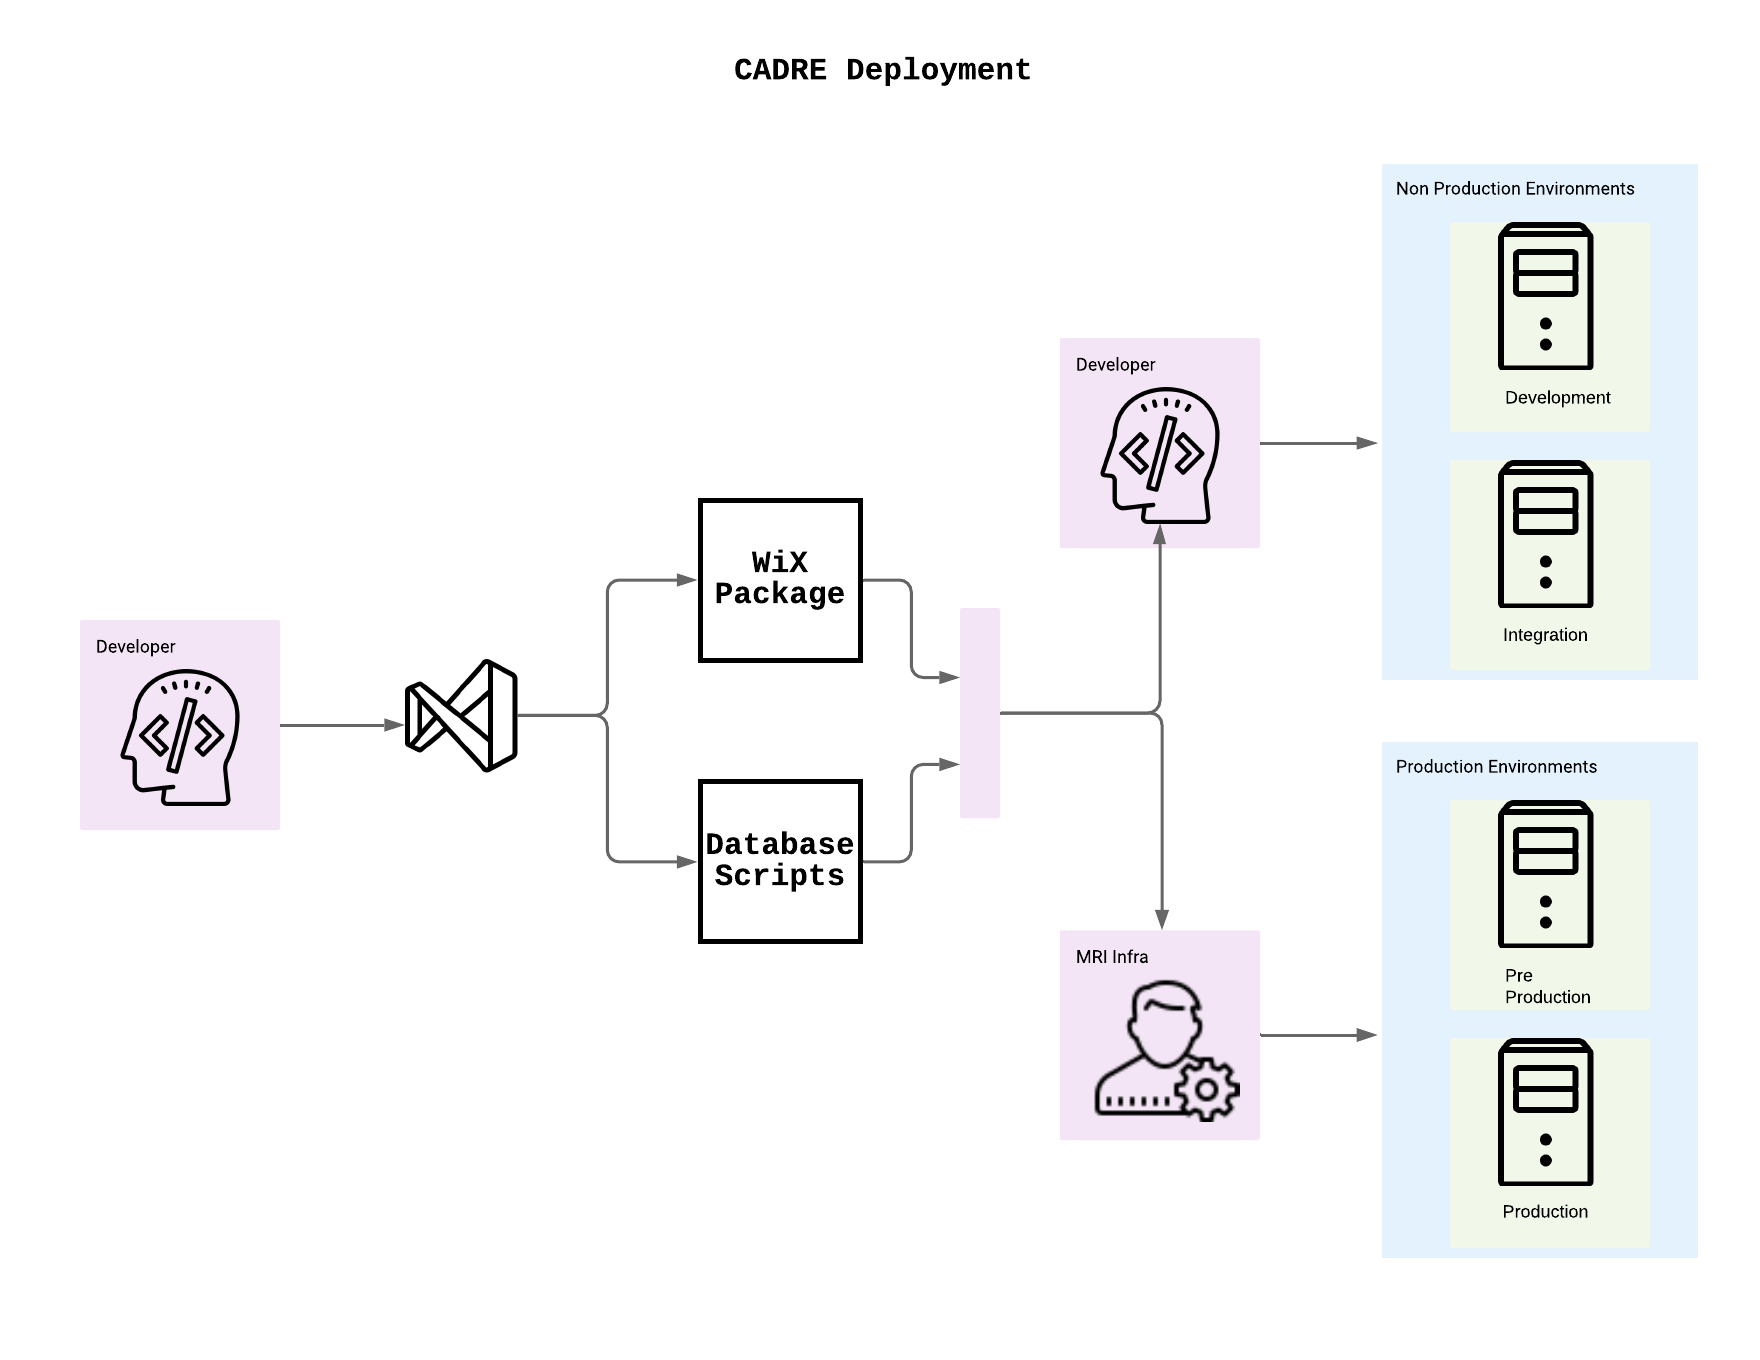 CADRE Deployment
Non Production Environments
Development
Integration
Developer
WiX
Package
Developer
Database
Scripts
MRI Infra
Production Environments
Pre
Production
Production